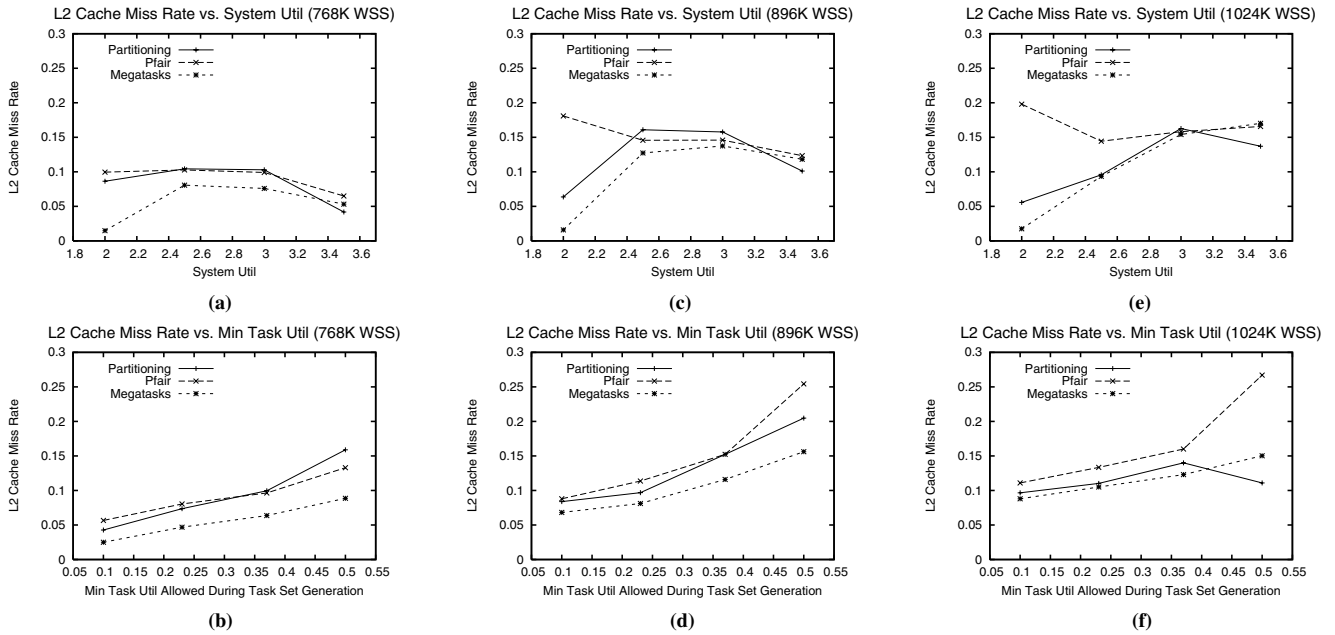 L2 Cache Miss Rate vs. System Util (768K WSS)
L2 Cache Miss Rate
0.3
0.25
0.2
0.15
0.1
0.05
0
Partitioning
Pfair
Megatasks
1.8 2 2.2 2.4 2.6 2.8 3 3.2 3.4 3.6
System Util
(a)
L2 Cache Miss Rate vs. System Util (896K WSS)
L2 Cache Miss Rate
0.3
0.25
0.2
0.15
0.1
0.05
0
Partitioning
Pfair
Megatasks
1.8 2 2.2 2.4 2.6 2.8 3 3.2 3.4 3.6
System Util
(c)
L2 Cache Miss Rate vs. System Util (1024K WSS)
L2 Cache Miss Rate
0.3
0.25
0.2
0.15
0.1
0.05
0
Partitioning
Pfair
Megatasks
1.8 2 2.2 2.4 2.6 2.8 3 3.2 3.4 3.6
System Util
(e)
L2 Cache Miss Rate vs. Min Task Util (768K WSS)
L2 Cache Miss Rate
0.3
0.25
0.2
0.15
0.1
0.05
0
Partitioning
Pfair
Megatasks
0.05 0.1 0.15 0.2 0.25 0.3 0.35 0.4 0.45 0.5 0.55
Min Task Util Allowed During Task Set Generation
(b)
L2 Cache Miss Rate vs. Min Task Util (896K WSS)
L2 Cache Miss Rate
0.3
0.25
0.2
0.15
0.1
0.05
0
Partitioning
Pfair
Megatasks
0.05 0.1 0.15 0.2 0.25 0.3 0.35 0.4 0.45 0.5 0.55
Min Task Util Allowed During Task Set Generation
(d)
L2 Cache Miss Rate vs. Min Task Util (1024K WSS)
L2 Cache Miss Rate
0.3
0.25
0.2
0.15
0.1
0.05
0
Partitioning
Pfair
Megatasks
0.05 0.1 0.15 0.2 0.25 0.3 0.35 0.4 0.45 0.5 0.55
Min Task Util Allowed During Task Set Generation
(f)